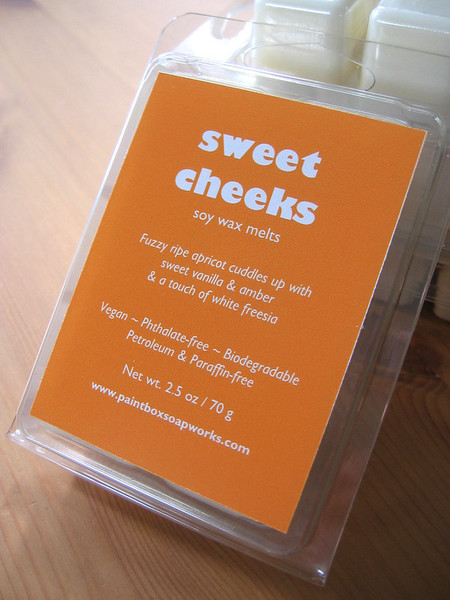 sweet
cheeks
soy wax melts
Fuzzy ripe apricot cuddles up with
sweet vanilla & amber
& a touch of white freesia
Vegan ~ Phthalate-free ~ Biodegradable
Petroleum & Paraffin-free
Net wt. 2.5 oz / 70 g
www.paintboxsoapworks.com